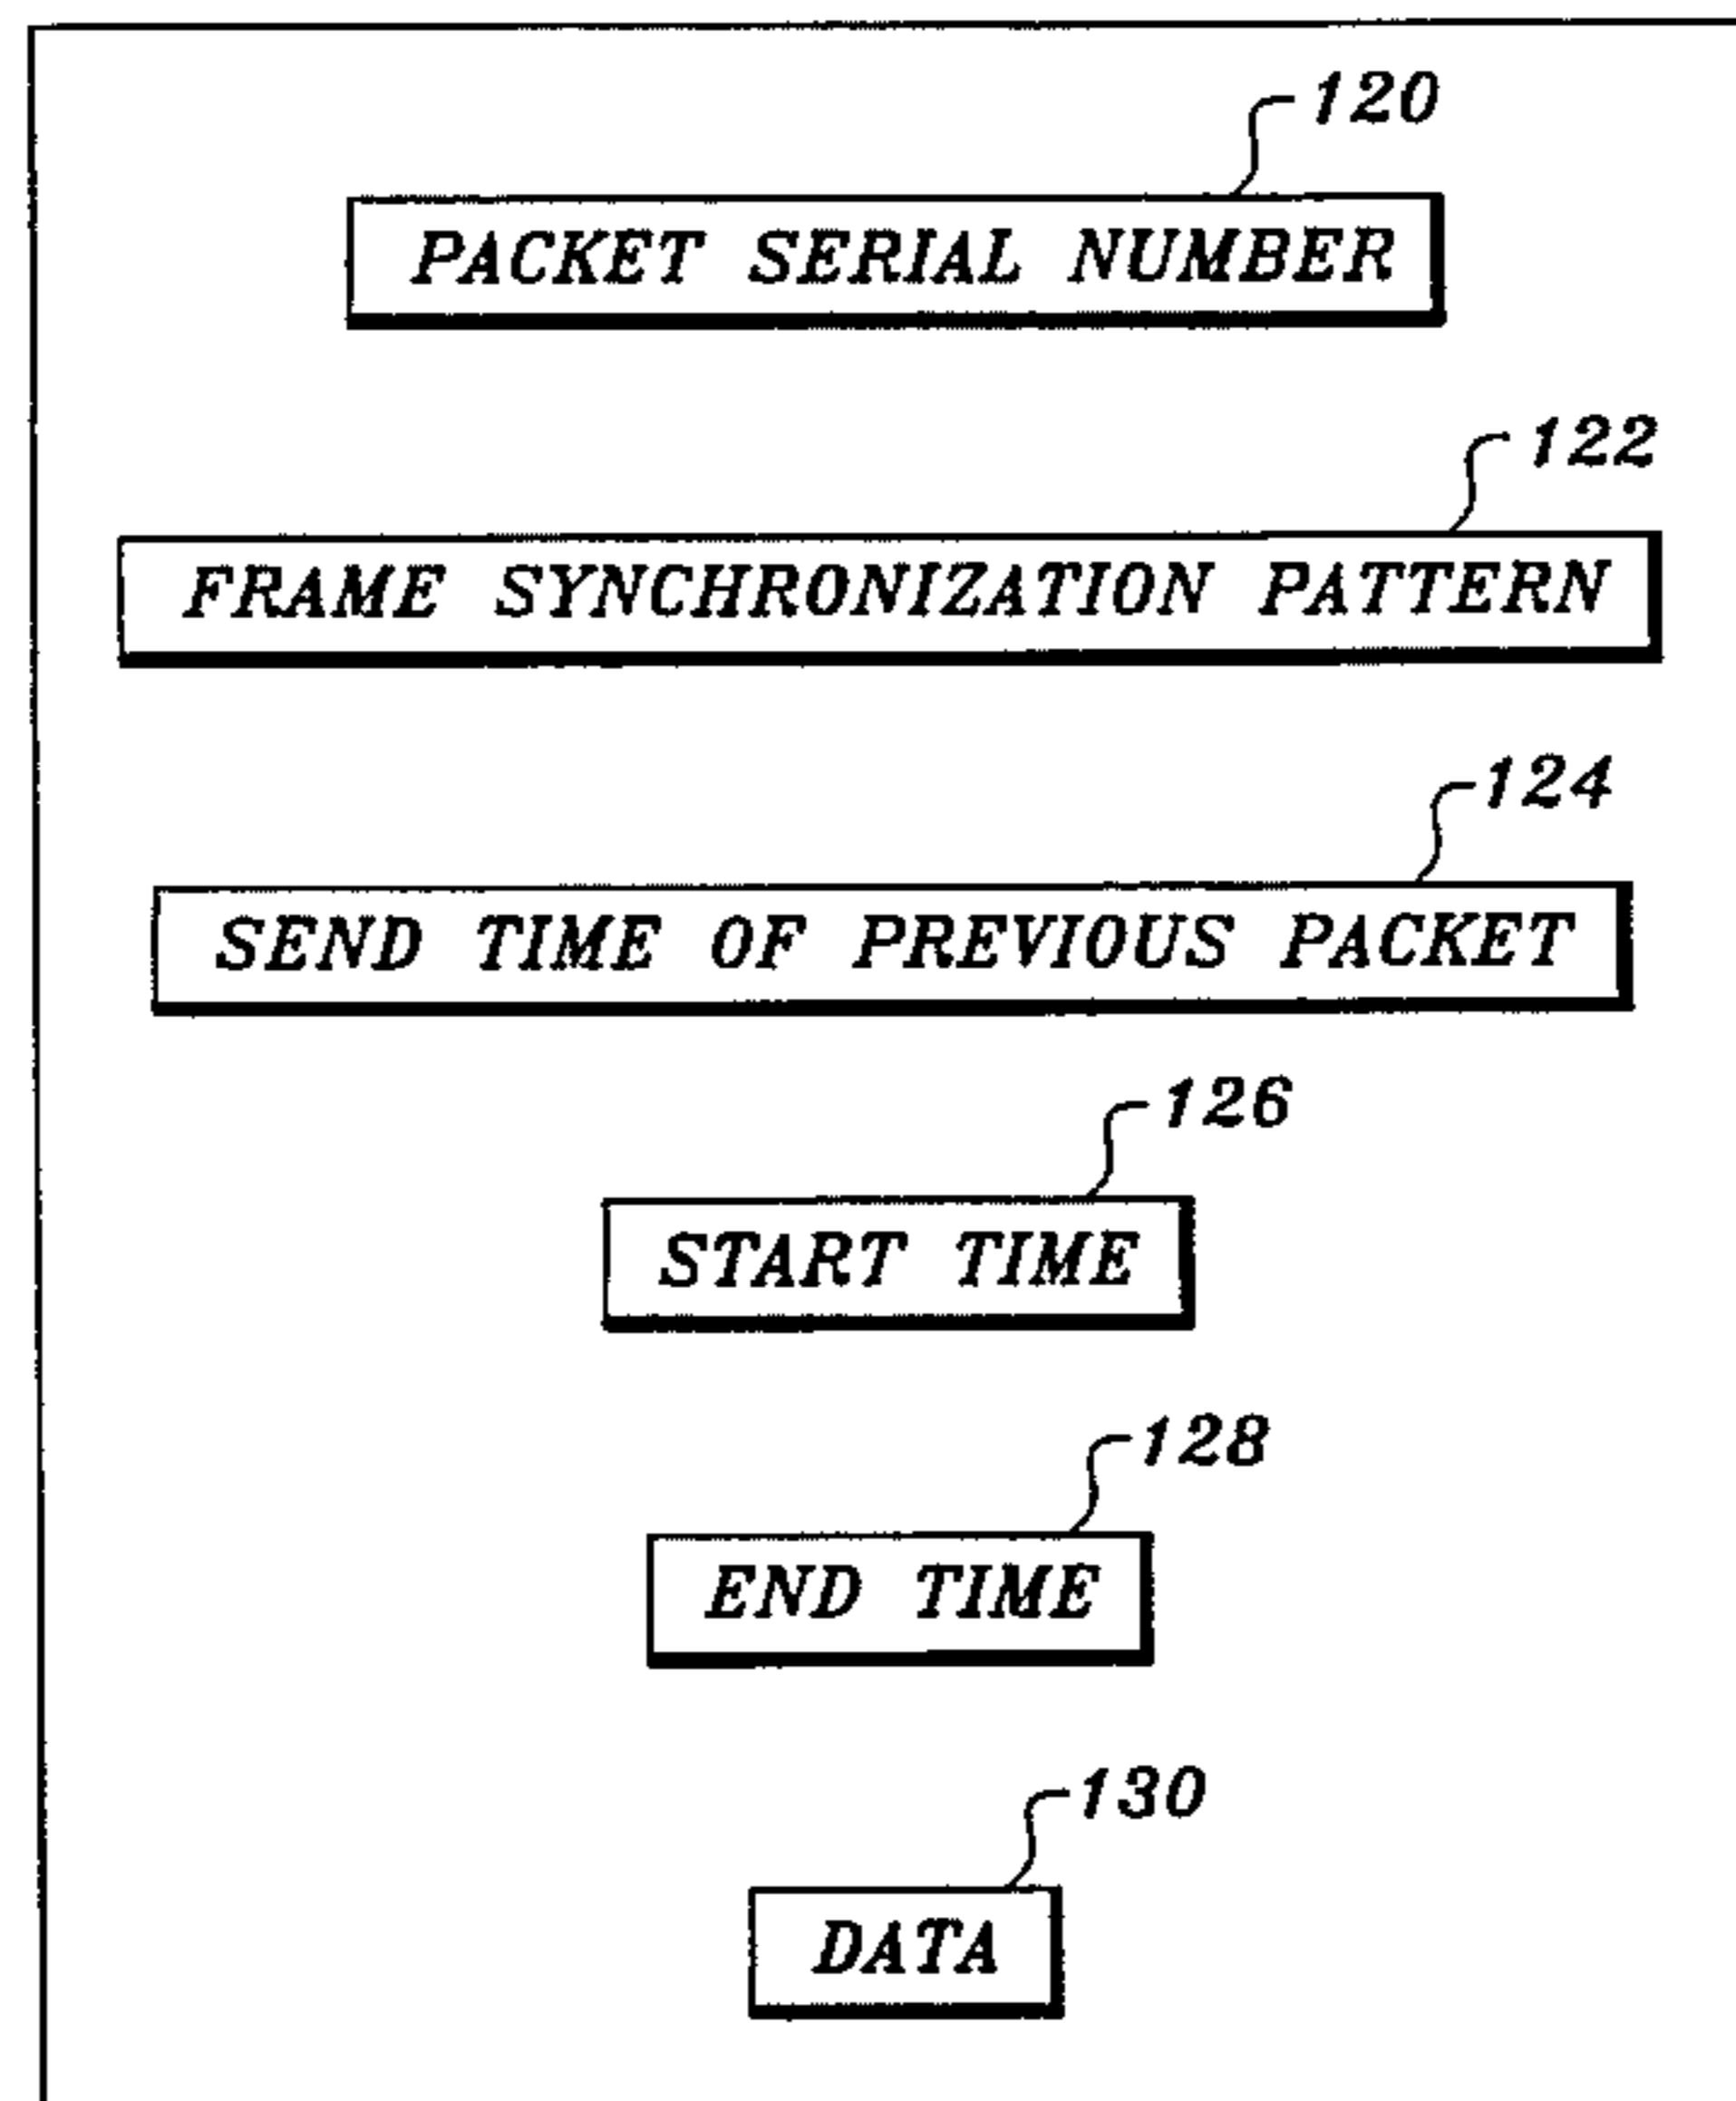 120
PACKET SERIAL NUMBER
122
FRAME SYNCHRONIZATION PATTERN
124
SEND TIME OF PREVIOUS PACKET
126
START TIME
128
END TIME
130
DATA